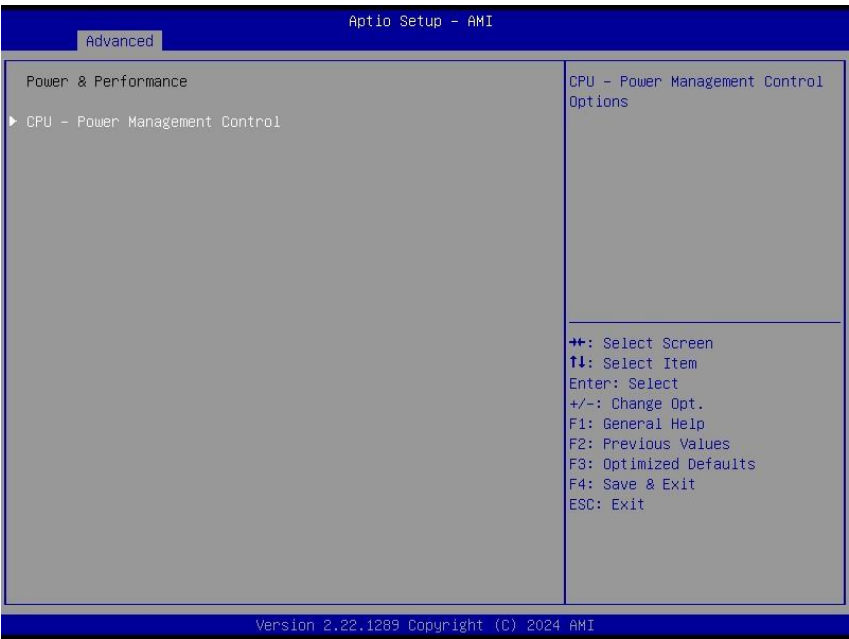 Aptio Setup – AMI
Advanced
Power & Performance
CPU – Power Management Control
CPU – Power Management Control
Options
→←: Select Screen
↑↓: Select Item
Enter: Select
+/-: Change Opt.
F1: General Help
F2: Previous Values
F3: Optimized Defaults
F4: Save & Exit
ESC: Exit
Version 2.22.1289 Copyright (C) 2024 AMI